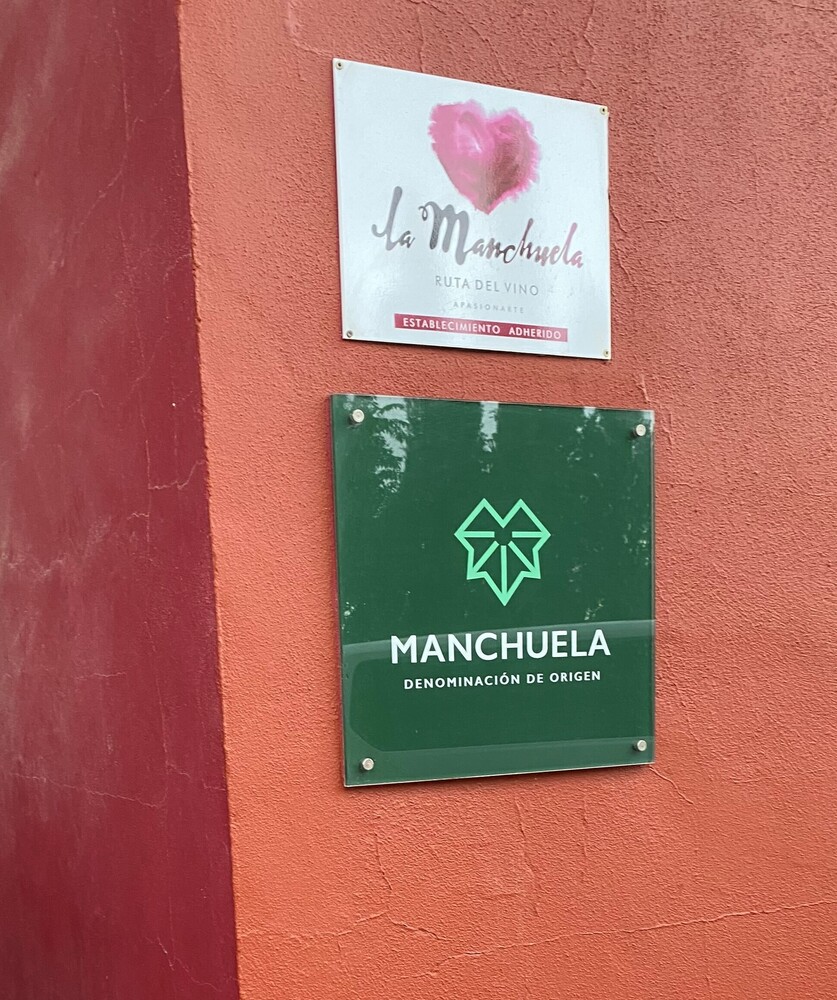 la Manchuela
RUTA DEL VINO
APASIONARTE
ESTABLECIMIENTO ADHERIDO
MANCHUELA
DENOMINACIÓN DE ORIGEN